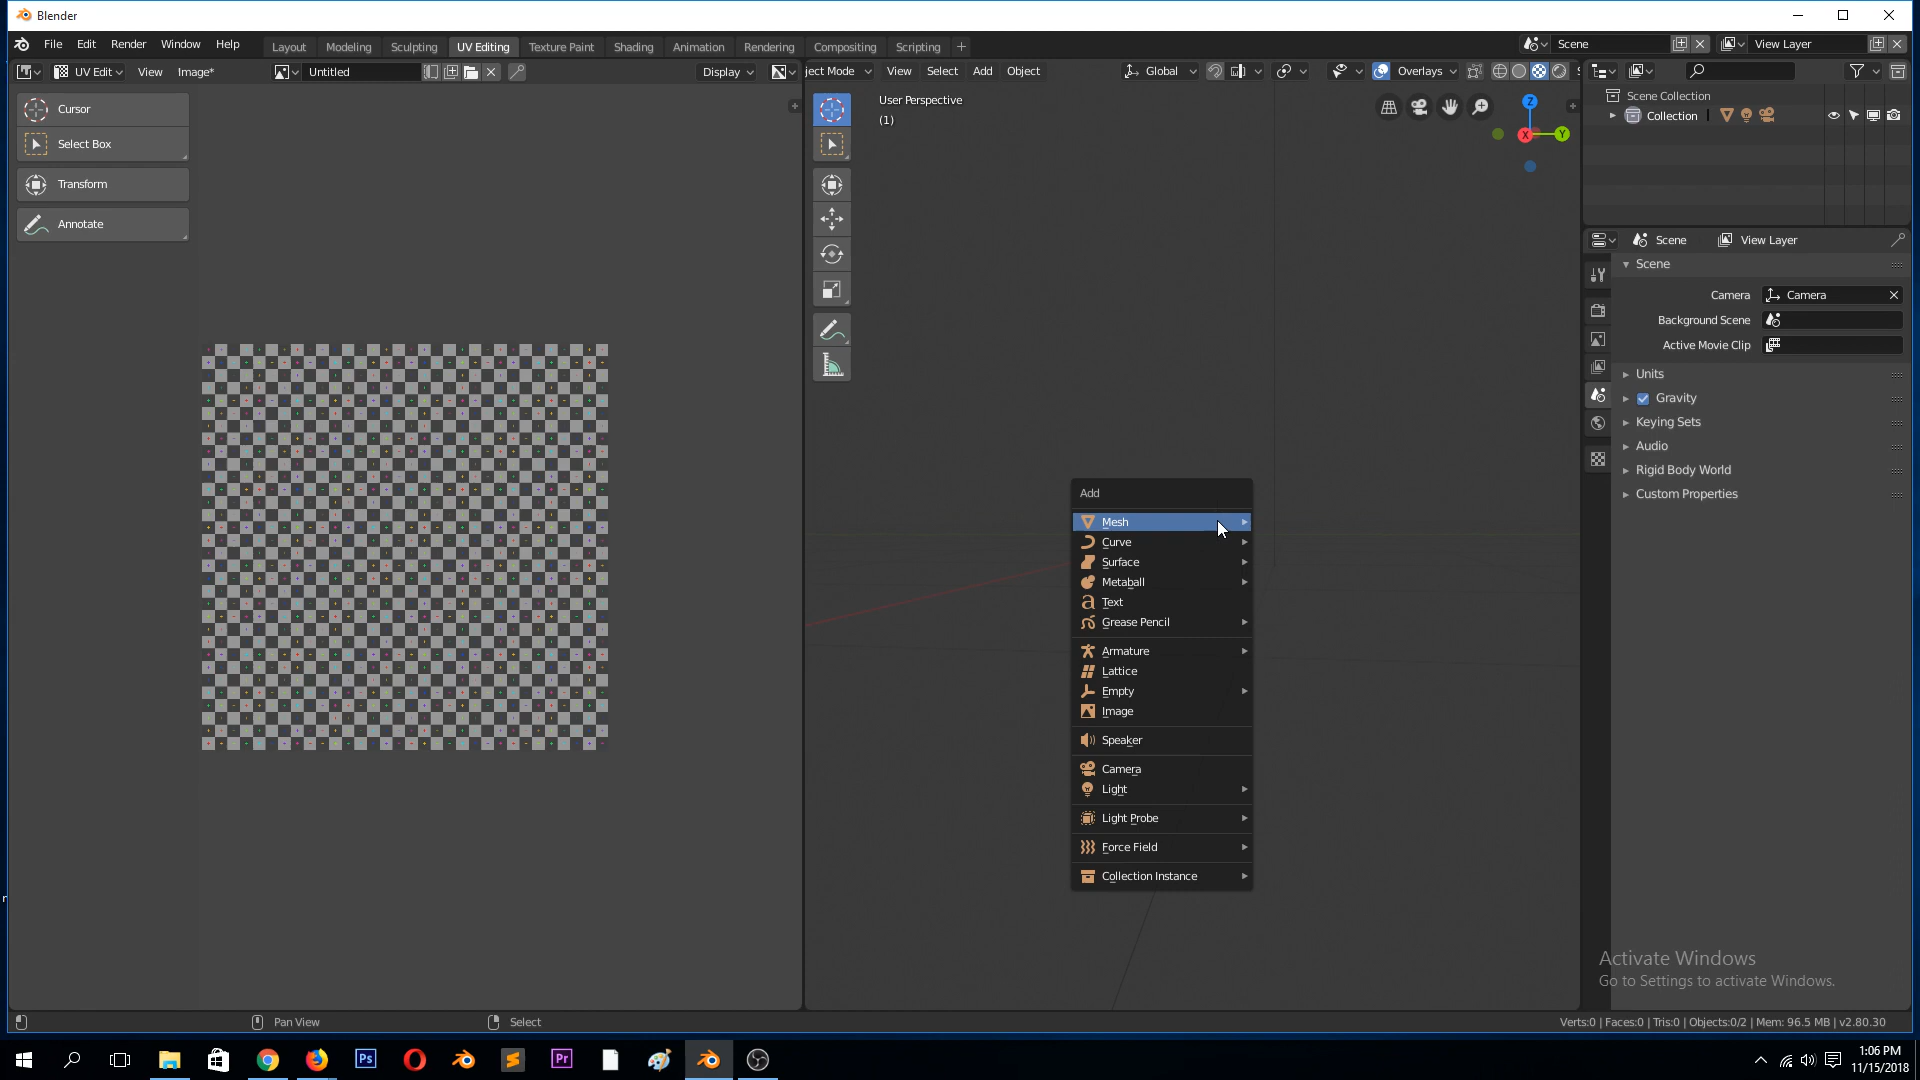 Blender
File Edit Render Window Help Layout Modeling Sculpting UV Editing Texture Paint Shading Animation Rendering Compositing Scripting + Scene View Layer
UV Edit View Image* Untitled Display ject Mode View Select Add Object Global Overlays
Cursor
Select Box
Transform
Annotate
User Perspective
(1)
Z
X
Y
Add
Mesh
Curve
Surface
Metaball
Text
Grease Pencil
Armature
Lattice
Empty
Image
Speaker
Camera
Light
Light Probe
Force Field
Collection Instance
Scene Collection
Collection
Scene View Layer
Scene
Camera Camera
Background Scene
Active Movie Clip
Units
Gravity
Keying Sets
Audio
Rigid Body World
Custom Properties
Activate Windows
Go to Settings to activate Windows.
Pan View Select Verts:0 | Faces:0 | Tris:0 | Objects:0/2 | Mem: 96.5 MB | v2.80.30
Ps Pr
1:06 PM
11/15/2018